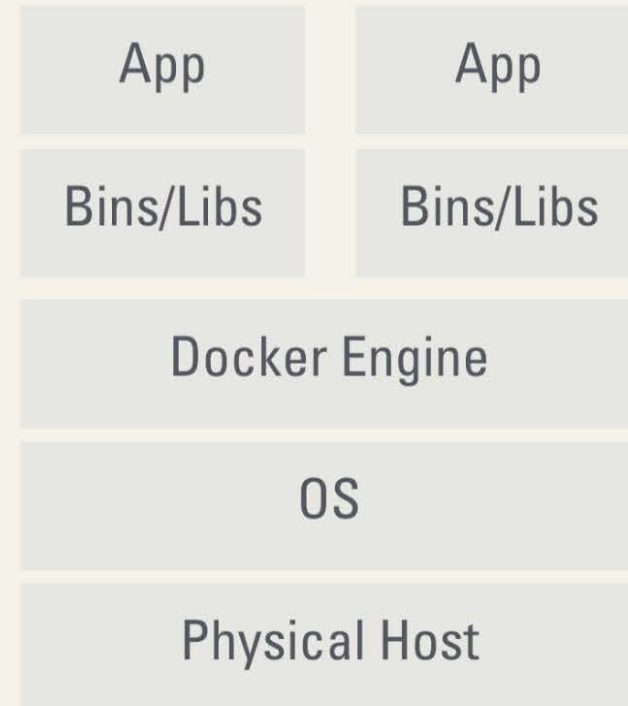 App App
Bins/Libs Bins/Libs
Docker Engine
OS
Physical Host